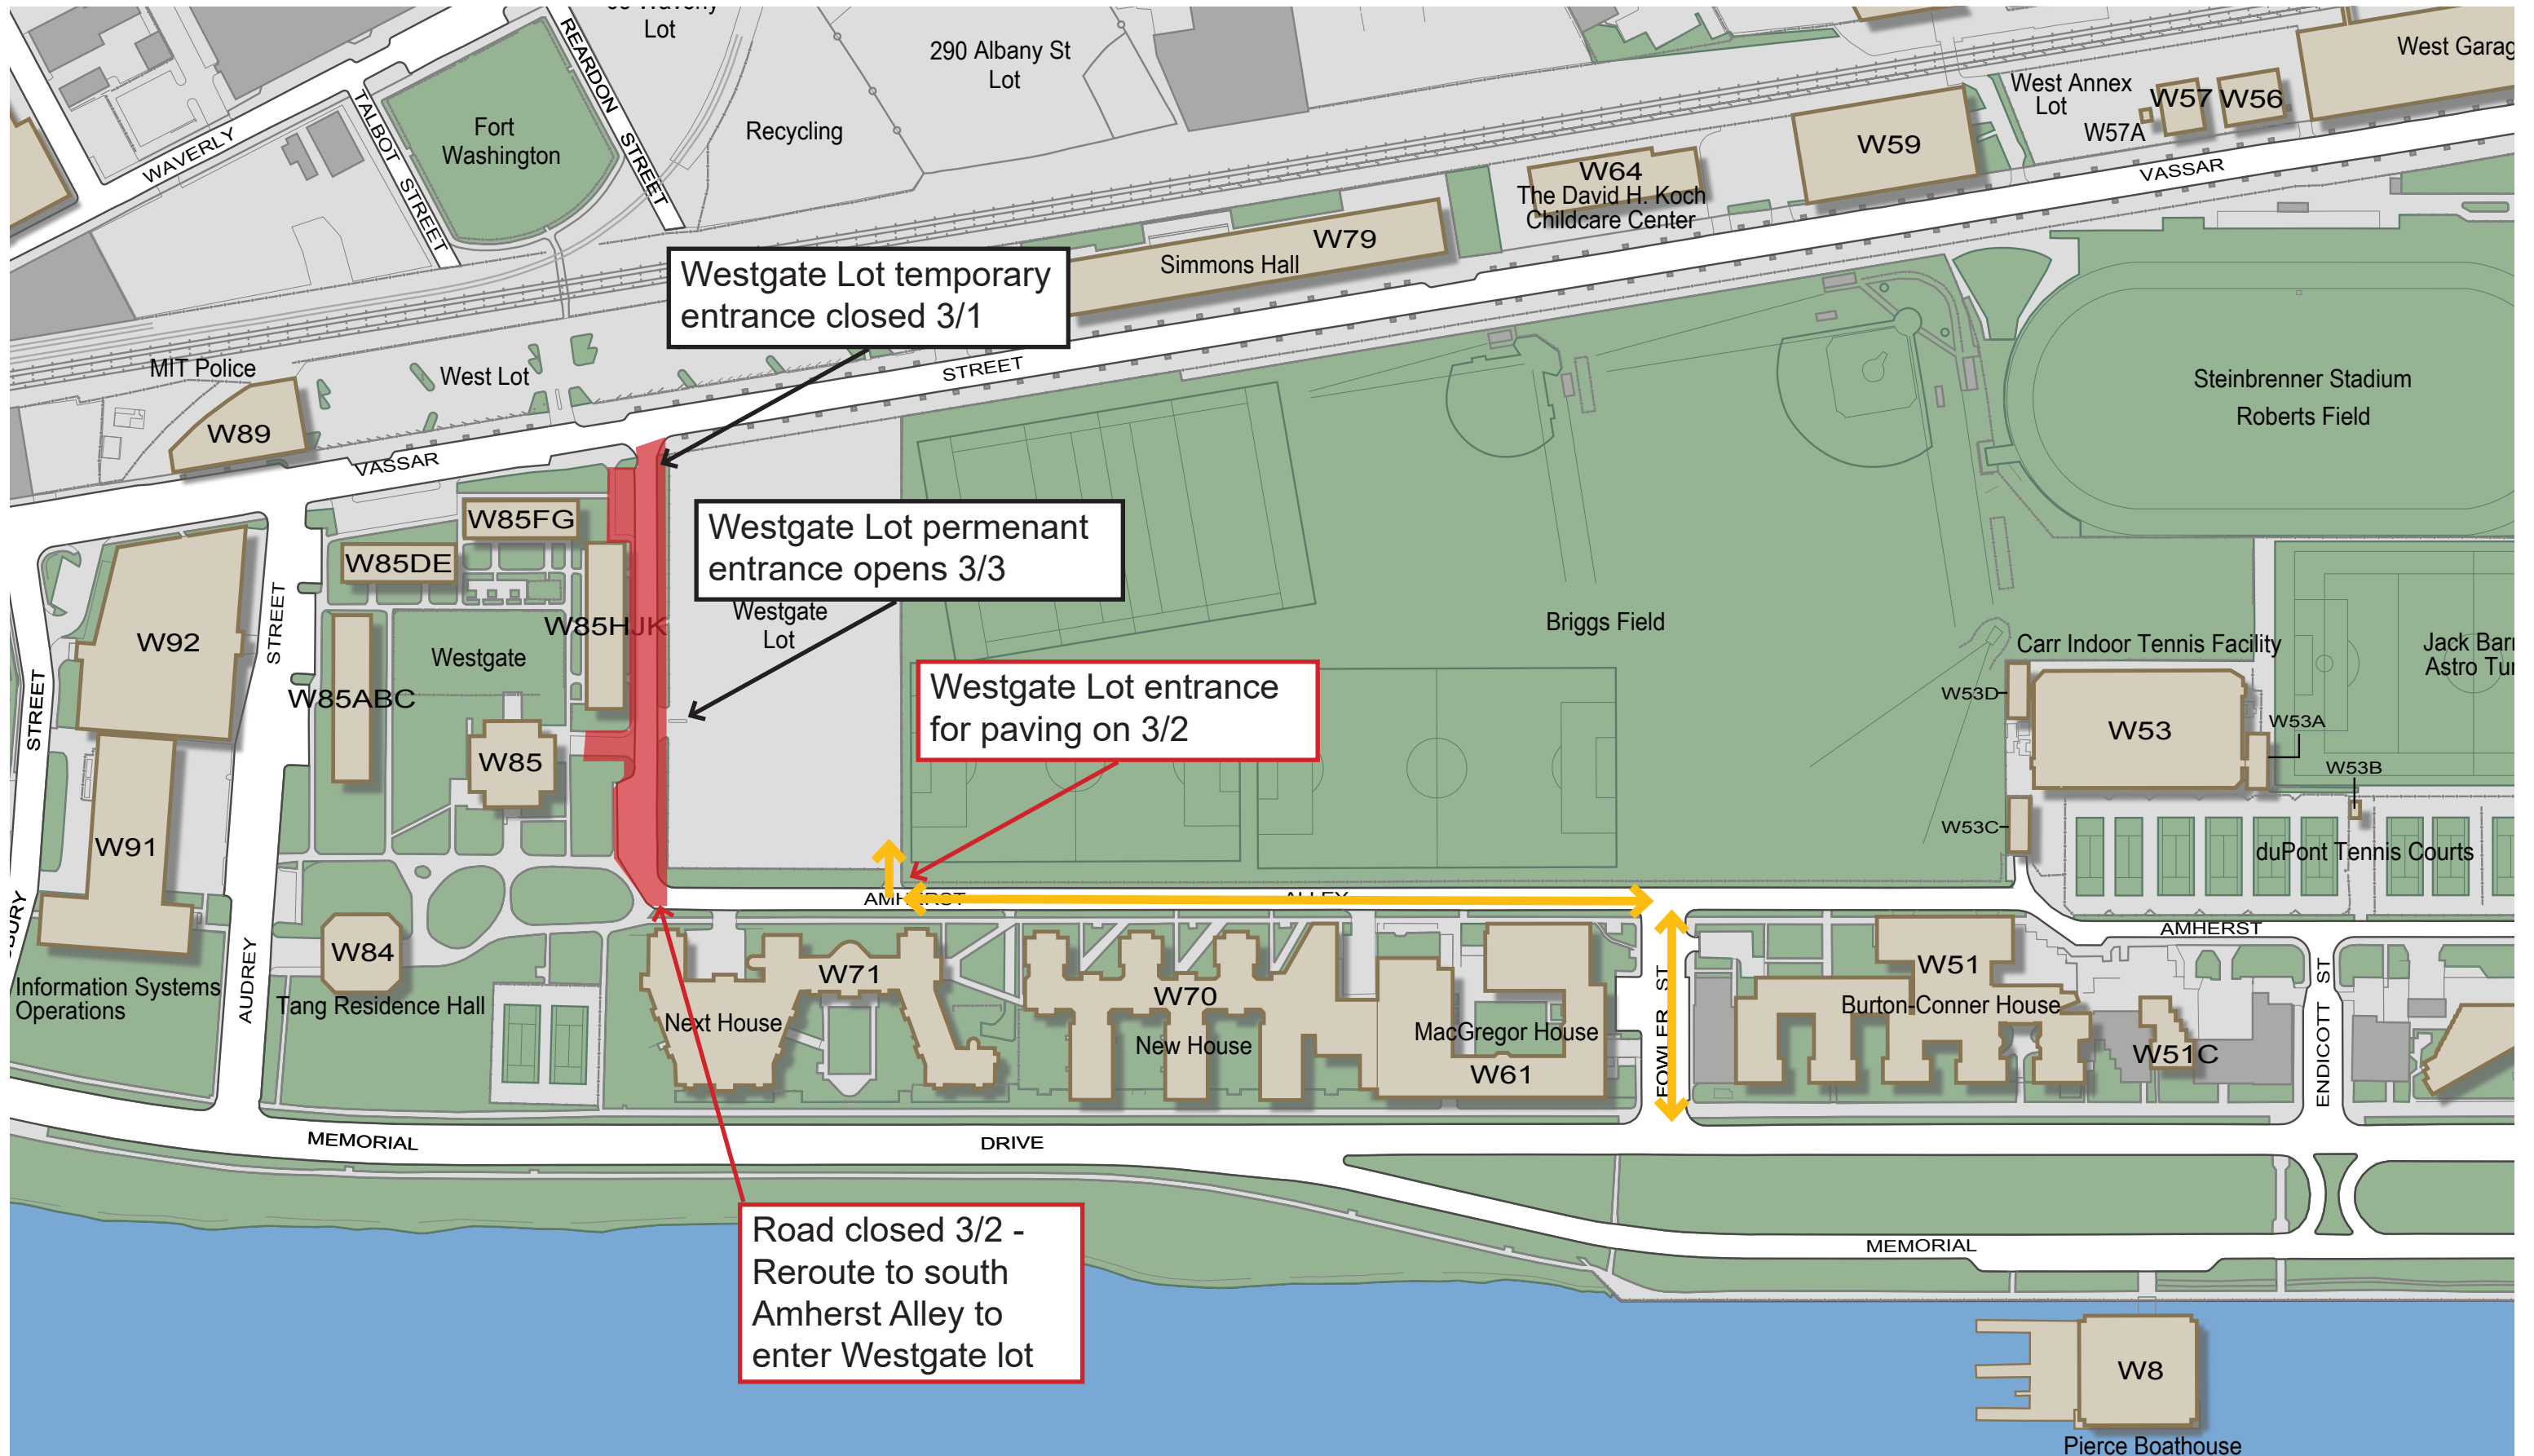 Lot
290 Albany St
Lot
West Garag
West Annex
Lot
W57
W56
W57A
REARDON STREET
TALBOT STREET
WAVERLY
Fort
Washington
Recycling
W59
W64
The David H. Koch
Childcare Center
VASSAR
W79
Simmons Hall
Westgate Lot temporary
entrance closed 3/1
STREET
MIT Police
West Lot
W89
VASSAR
Steinbrenner Stadium
Roberts Field
W85FG
W85DE
W85HJK
W85ABC
Westgate
W85
Westgate Lot permenant
entrance opens 3/3
Westgate
Lot
Briggs Field
Westgate Lot entrance
for paving on 3/2
Carr Indoor Tennis Facility
W53D
W53
W53A
W53B
W53C
Jack Bar
Astro Tu
duPont Tennis Courts
STREET
W92
STREET
W91
BURY
AUDREY
Information Systems
Operations
W84
Tang Residence Hall
AMHERST
ALLEY
AMHERST
W71
Next House
W70
New House
MacGregor House
W61
FOWLER ST
W51
Burton-Conner House
W51C
ENDICOTT ST
MEMORIAL
DRIVE
MEMORIAL
Road closed 3/2 -
Reroute to south
Amherst Alley to
enter Westgate lot
W8
Pierce Boathouse